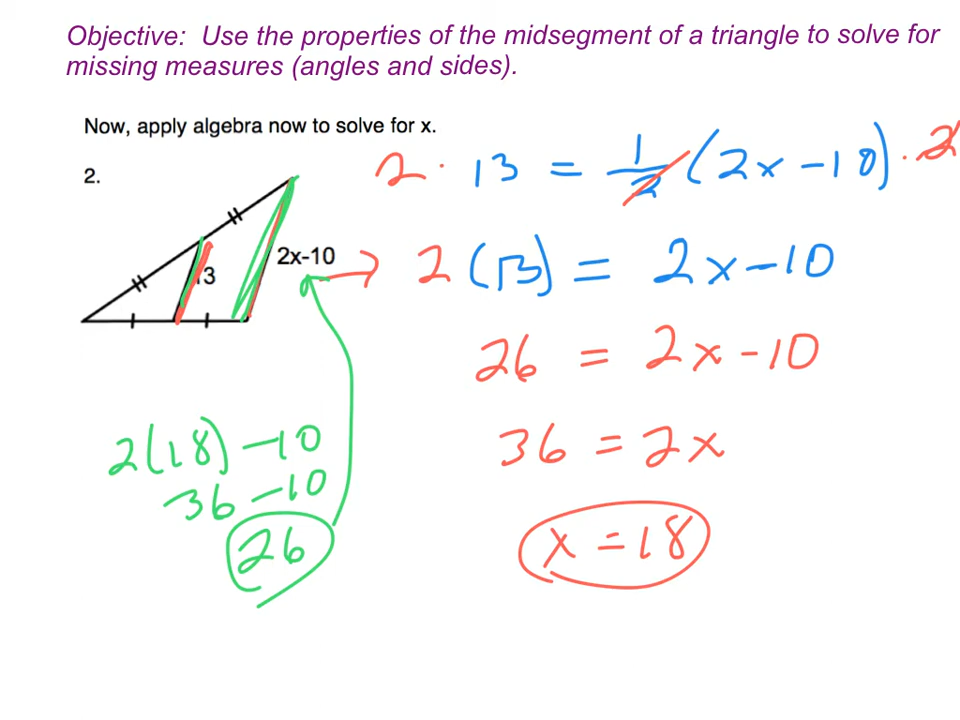 Objective: Use the properties of the midsegment of a triangle to solve for
missing measures (angles and sides).
Now, apply algebra now to solve for x.
2.
2 · 13 = 1/2 (2x - 10) · 2
13
2x-10
2 (13) = 2x - 10
26 = 2x - 10
36 = 2x
x = 18
2(18) - 10
36 - 10
26